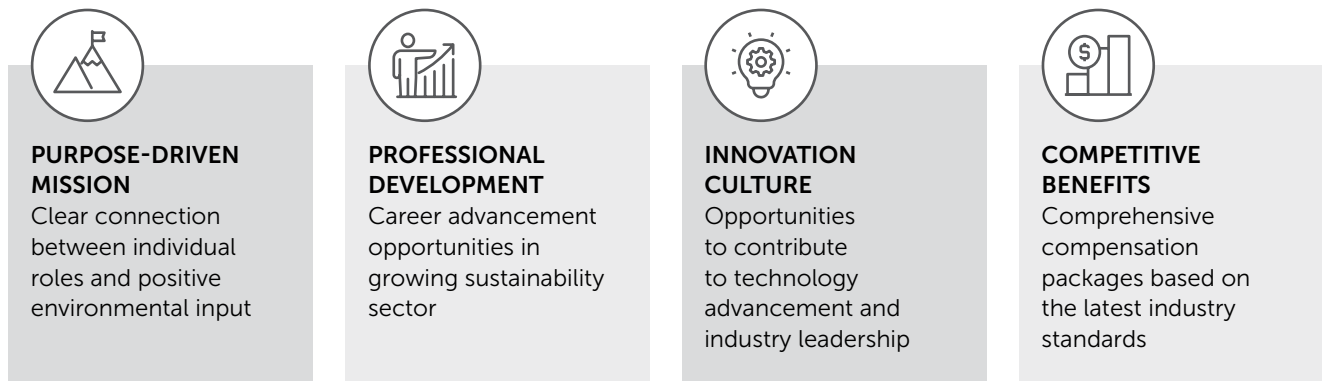 PURPOSE-DRIVEN
MISSION
Clear connection
between individual
roles and positive
environmental input
PROFESSIONAL
DEVELOPMENT
Career advancement
opportunities in
growing sustainability
sector
INNOVATION
CULTURE
Opportunities
to contribute
to technology
advancement and
industry leadership
$
COMPETITIVE
BENEFITS
Comprehensive
compensation
packages based on
the latest industry
standards